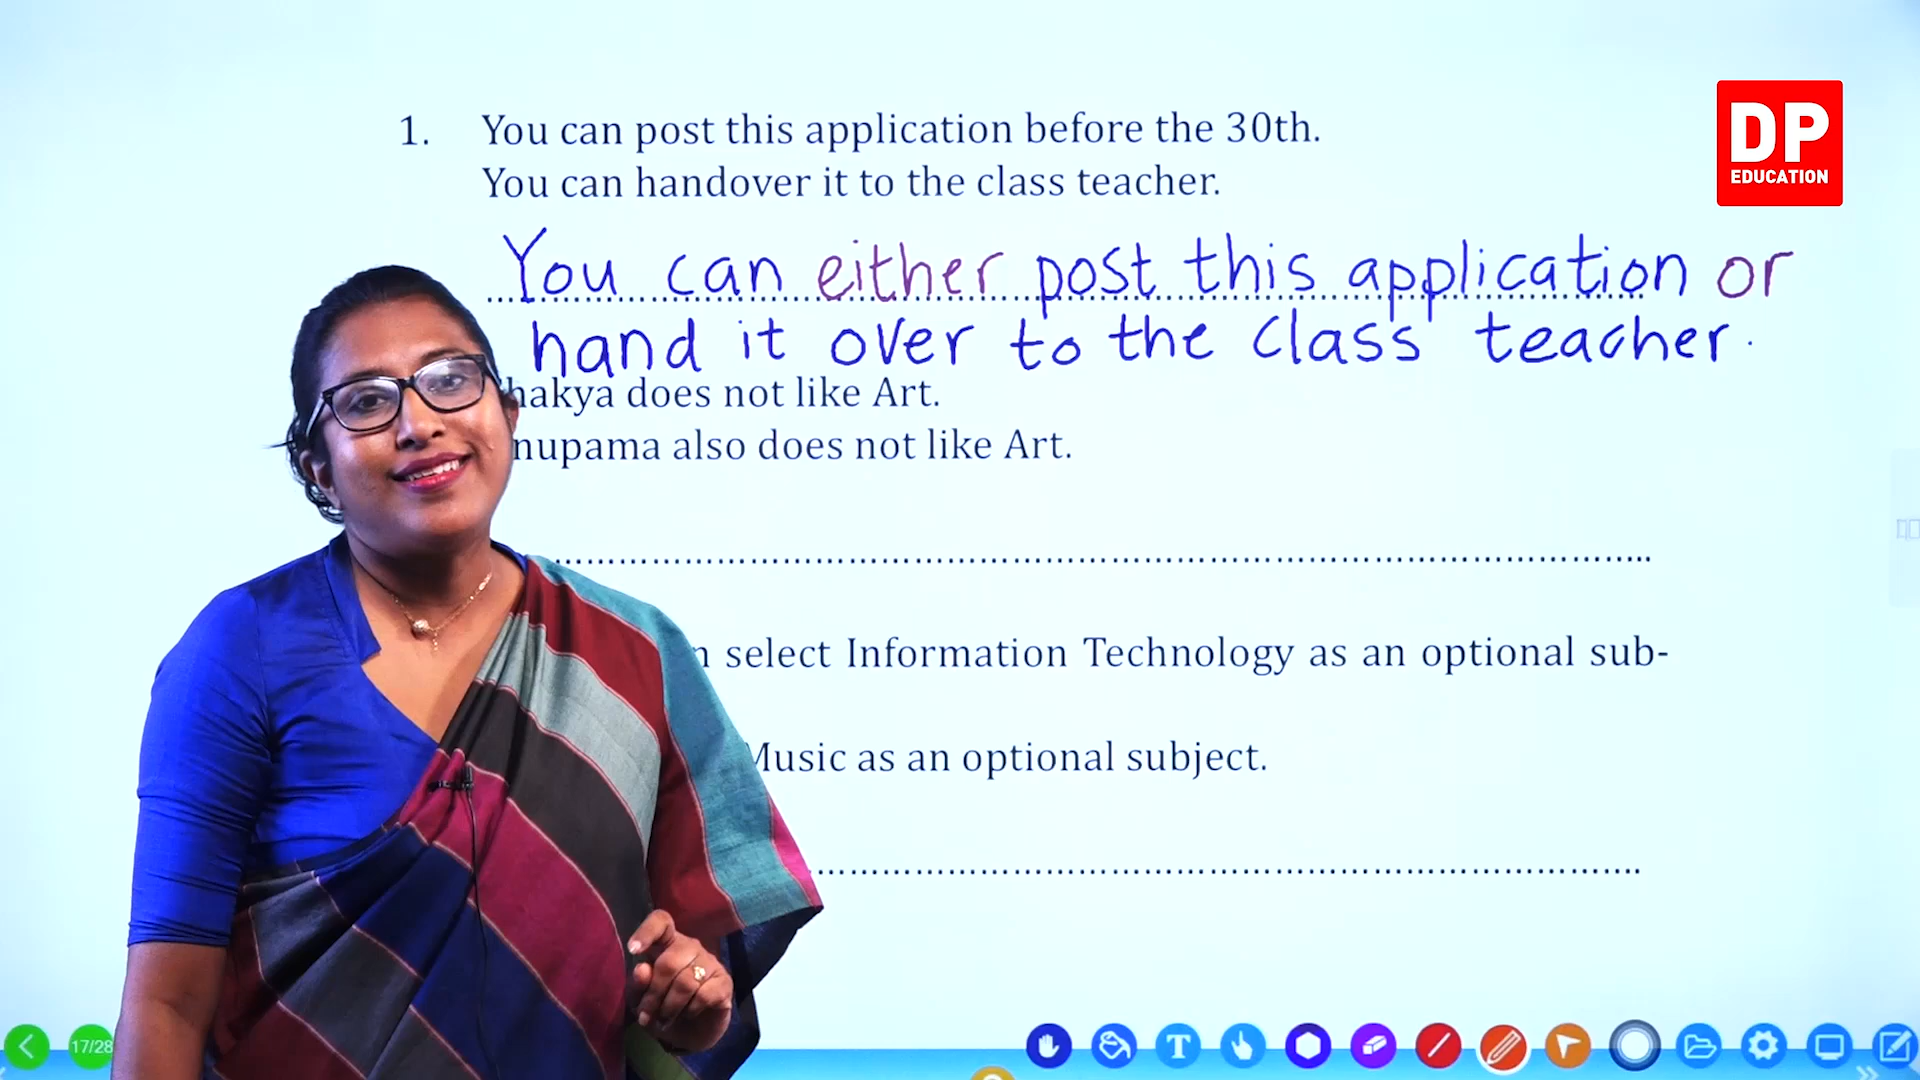 DP
EDUCATION
1. You can post this application before the 30th.
You can handover it to the class teacher.
You can either post this application or
hand it over to the class teacher.
does not like Art.
also does not like Art.
select Information Technology as an optional sub-
Music as an optional subject.
17/28
T